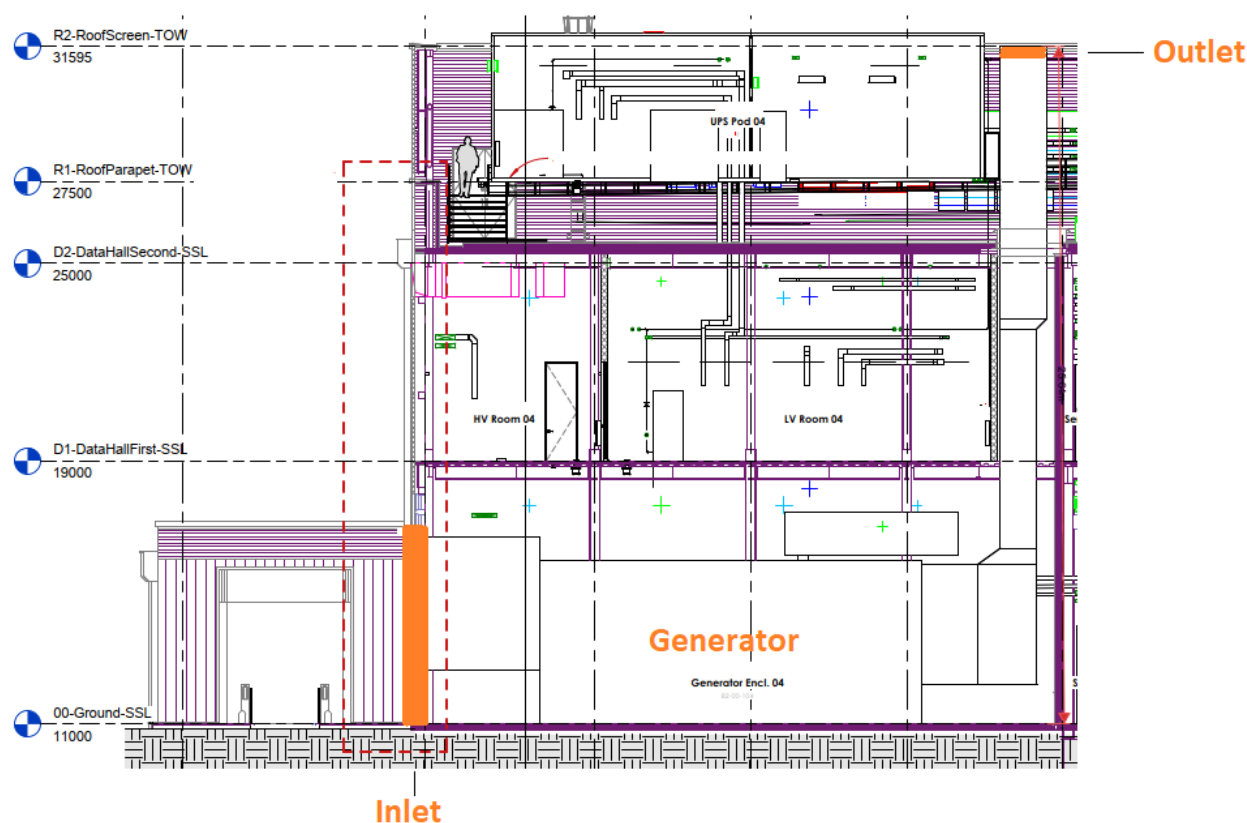 R2-RoofScreen-TOW
31595
Outlet
UPS Pod 04
R1-RoofParapet-TOW
27500
D2-DataHallSecond-SSL
25000
HV Room 04
LV Room 04
D1-DataHallFirst-SSL
19000
Generator
Generator Encl. 04
00-Ground-SSL
11000
Inlet